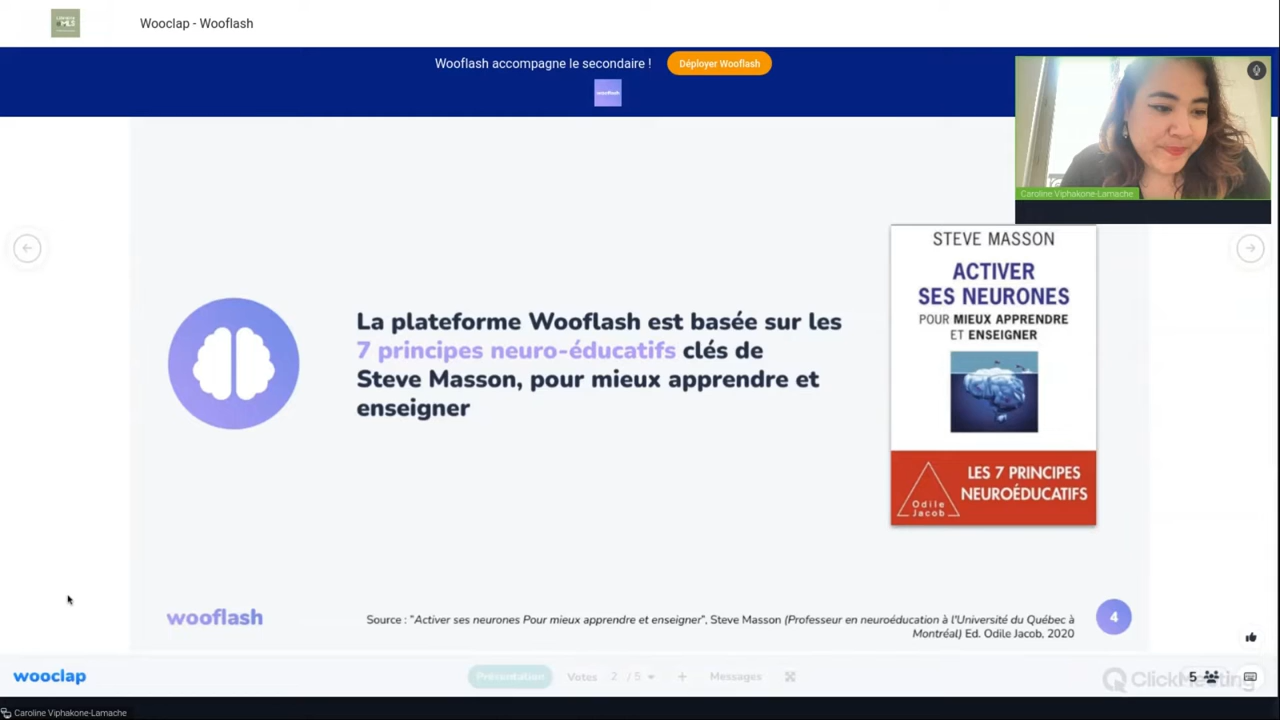 Wooclap - Wooflash
Wooflash accompagne le secondaire !
Déployer Wooflash
wooflash
Caroline Viphakone-Lamache
STEVE MASSON
ACTIVER
SES NEURONES
POUR MIEUX APPRENDRE
ET ENSEIGNER
LES 7 PRINCIPES
NEUROÉDUCATIFS
Odile
Jacob
La plateforme Wooflash est basée sur les
7 principes neuro-éducatifs clés de
Steve Masson, pour mieux apprendre et
enseigner
wooflash
Source : "Activer ses neurones Pour mieux apprendre et enseigner", Steve Masson (Professeur en neuroéducation à l'Université du Québec à
Montréal) Ed. Odile Jacob, 2020
4
wooclap
Présentation
Votes 2 / 5
Messages
ClickMeeting
5
Caroline Viphakone-Lamache